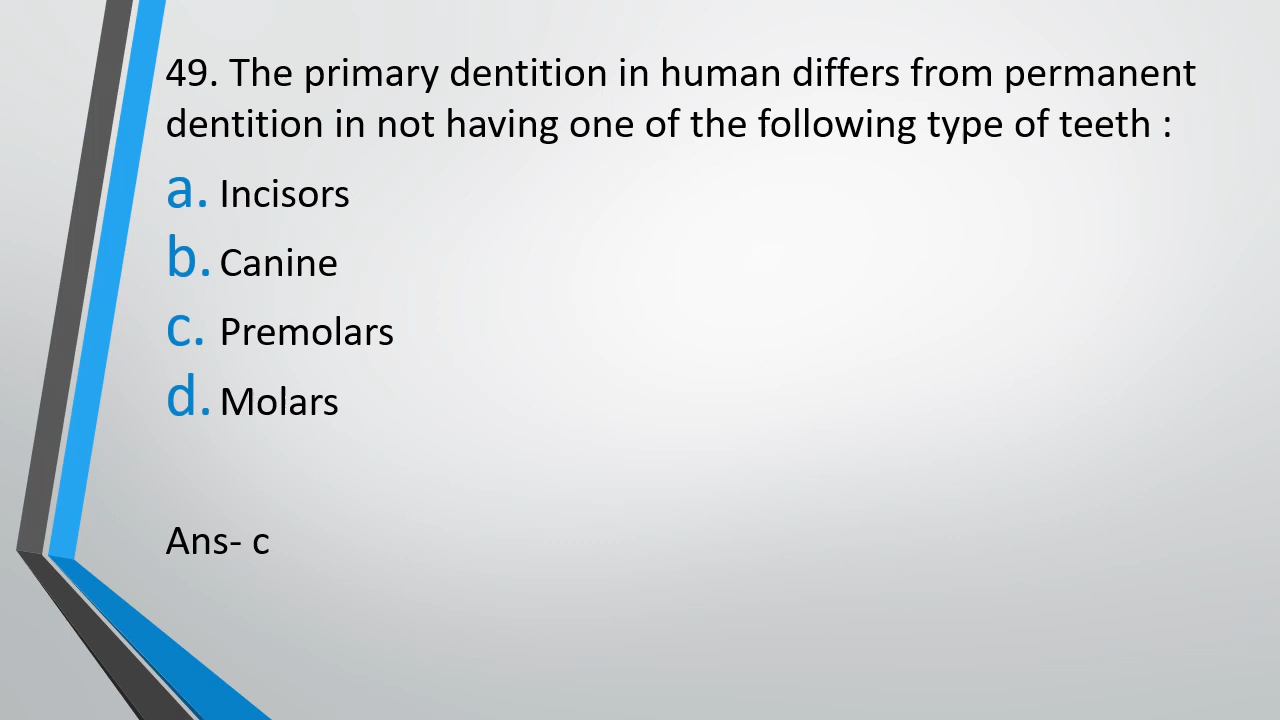 49. The primary dentition in human differs from permanent
dentition in not having one of the following type of teeth :
a. Incisors
b. Canine
c. Premolars
d. Molars
Ans- c